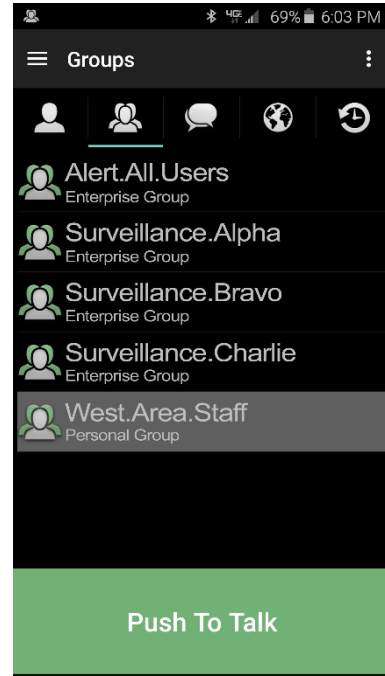 4G 69% 6:03 PM
Groups
Alert.All.Users
Enterprise Group
Surveillance.Alpha
Enterprise Group
Surveillance.Bravo
Enterprise Group
Surveillance.Charlie
Enterprise Group
West.Area.Staff
Personal Group
Push To Talk